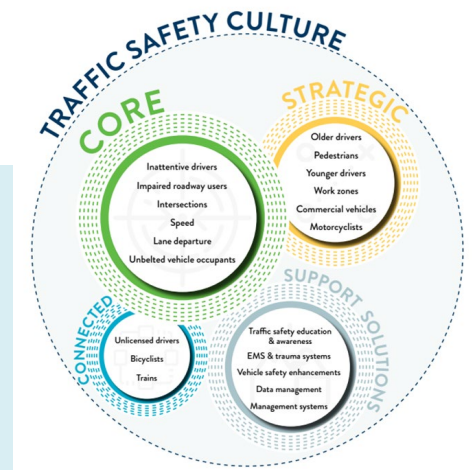 TRAFFIC SAFETY CULTURE
CORE
Inattentive drivers
Impaired roadway users
Intersections
Speed
Lane departure
Unbelted vehicle occupants
STRATEGIC
Older drivers
Pedestrians
Younger drivers
Work zones
Commercial vehicles
Motorcyclists
CONNECTED
Unlicensed drivers
Bicyclists
Trains
SUPPORT SOLUTIONS
Traffic safety education
& awareness
EMS & trauma systems
Vehicle safety enhancements
Data management
Management systems